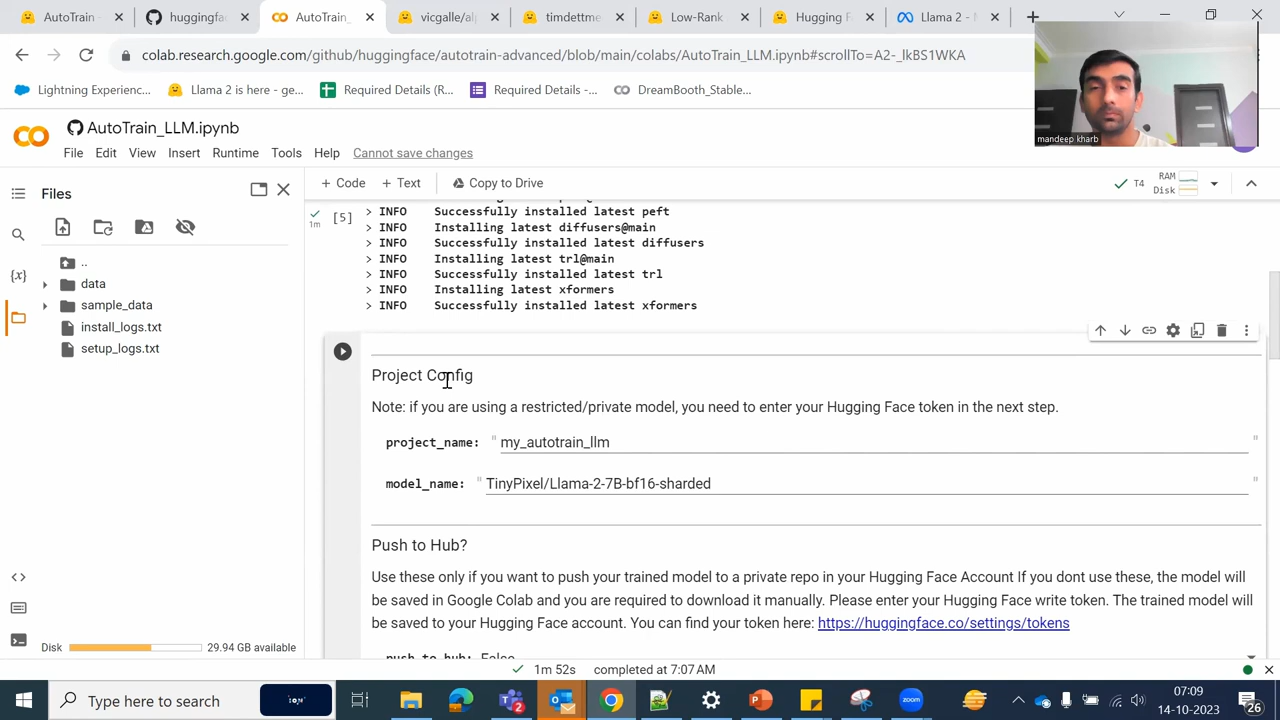 AutoTrain
huggingfac
AutoTrain_
vicgalle/alp
timdettme
Low-Rank
Hugging F
Llama 2 -
colab.research.google.com/github/huggingface/autotrain-advanced/blob/main/colabs/AutoTrain_LLM.ipynb#scrollTo=A2-_lkBS1WKA
Lightning Experienc...
Llama 2 is here - ge...
Required Details (R...
Required Details -...
DreamBooth_Stable...
mandeep kharb
AutoTrain_LLM.ipynb
File Edit View Insert Runtime Tools Help Cannot save changes
Files
+ Code + Text Copy to Drive
T4 RAM Disk
..
data
sample_data
install_logs.txt
setup_logs.txt
Disk 29.94 GB available
[5]
1m
> INFO Successfully installed latest peft
> INFO Installing latest diffusers@main
> INFO Successfully installed latest diffusers
> INFO Installing latest trl@main
> INFO Successfully installed latest trl
> INFO Installing latest xformers
> INFO Successfully installed latest xformers
Project Config
Note: if you are using a restricted/private model, you need to enter your Hugging Face token in the next step.
project_name: " my_autotrain_llm "
model_name: " TinyPixel/Llama-2-7B-bf16-sharded "
Push to Hub?
Use these only if you want to push your trained model to a private repo in your Hugging Face Account If you dont use these, the model will
be saved in Google Colab and you are required to download it manually. Please enter your Hugging Face write token. The trained model will
be saved to your Hugging Face account. You can find your token here: https://huggingface.co/settings/tokens
push_to_hub: False
1m 52s completed at 7:07 AM
Type here to search
07:09
14-10-2023
26